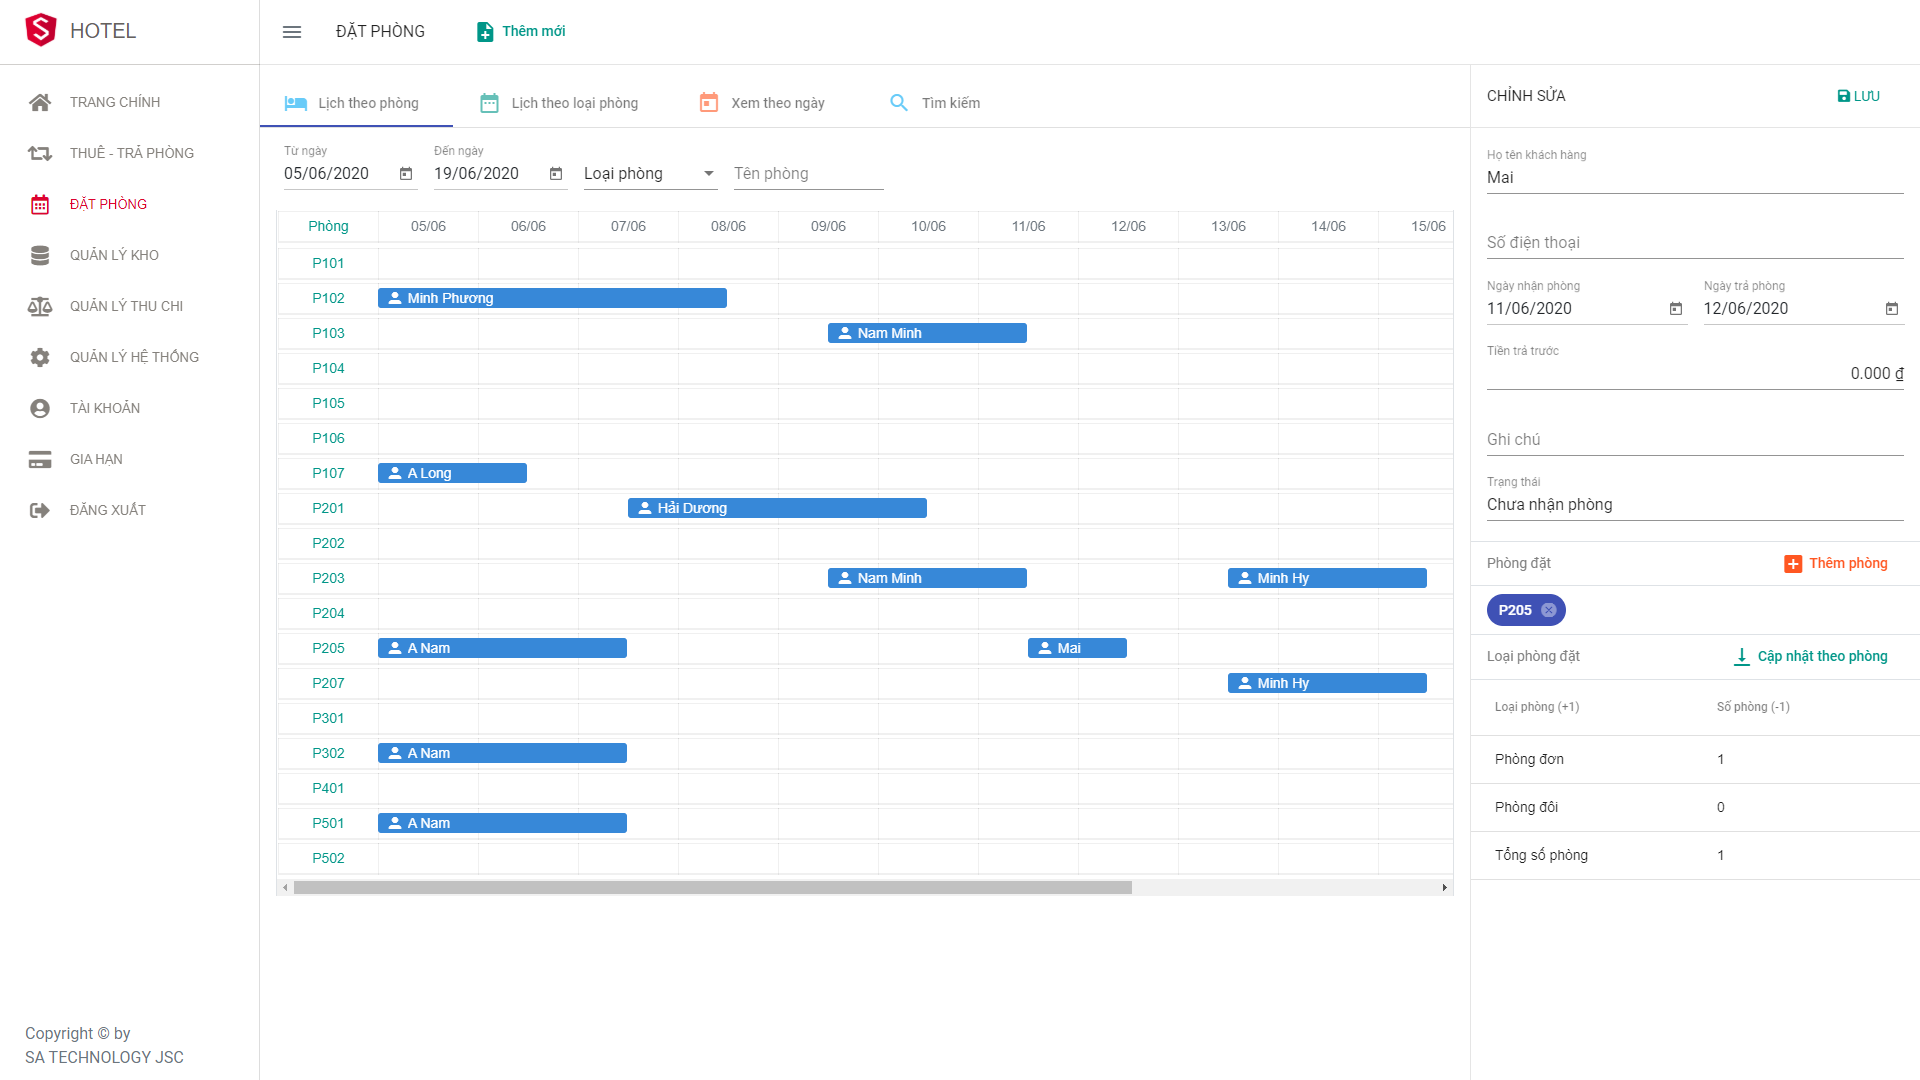 HOTEL
ĐẶT PHÒNG
Thêm mới
TRANG CHÍNH
THUÊ - TRẢ PHÒNG
ĐẶT PHÒNG
QUẢN LÝ KHO
QUẢN LÝ THU CHI
QUẢN LÝ HỆ THỐNG
TÀI KHOẢN
GIA HẠN
ĐĂNG XUẤT
Copyright © by
SA TECHNOLOGY JSC
Lịch theo phòng
Lịch theo loại phòng
Xem theo ngày
Tìm kiếm
Từ ngày
05/06/2020
Đến ngày
19/06/2020
Loại phòng
Tên phòng
Phòng 05/06 06/06 07/06 08/06 09/06 10/06 11/06 12/06 13/06 14/06 15/06
P101
P102 Minh Phương
P103 Nam Minh
P104
P105
P106
P107 A Long
P201 Hải Dương
P202
P203 Nam Minh Minh Hy
P204
P205 A Nam Mai
P207 Minh Hy
P301
P302 A Nam
P401
P501 A Nam
P502
CHỈNH SỬA
LƯU
Họ tên khách hàng
Mai
Số điện thoại
Ngày nhận phòng
11/06/2020
Ngày trả phòng
12/06/2020
Tiền trả trước
0.000 ₫
Ghi chú
Trạng thái
Chưa nhận phòng
Phòng đặt
Thêm phòng
P205
Loại phòng đặt
Cập nhật theo phòng
Loại phòng (+1) Số phòng (-1)
Phòng đơn 1
Phòng đôi 0
Tổng số phòng 1